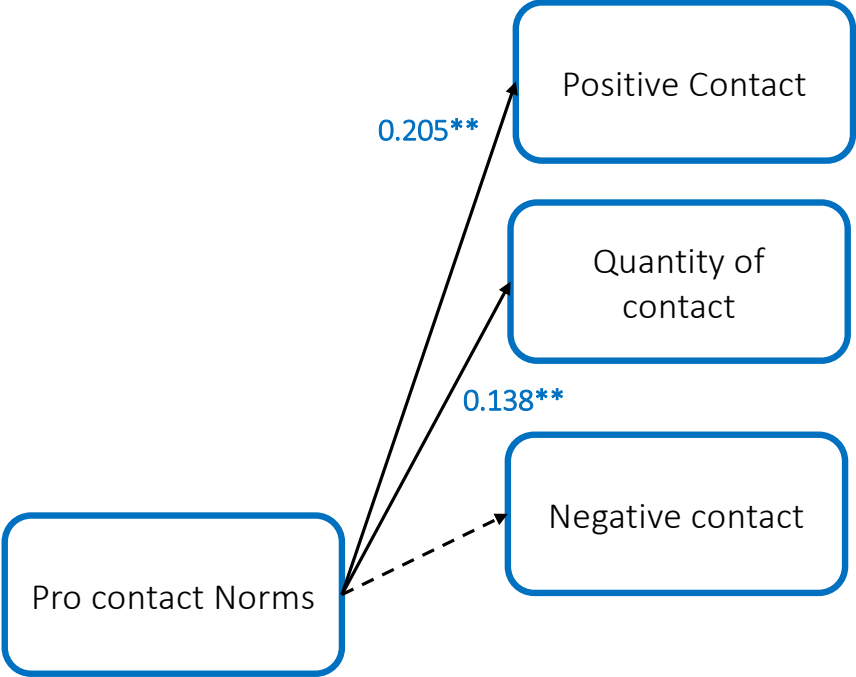 Positive Contact
0.205**
Quantity of
contact
0.138**
Negative contact
Pro contact Norms